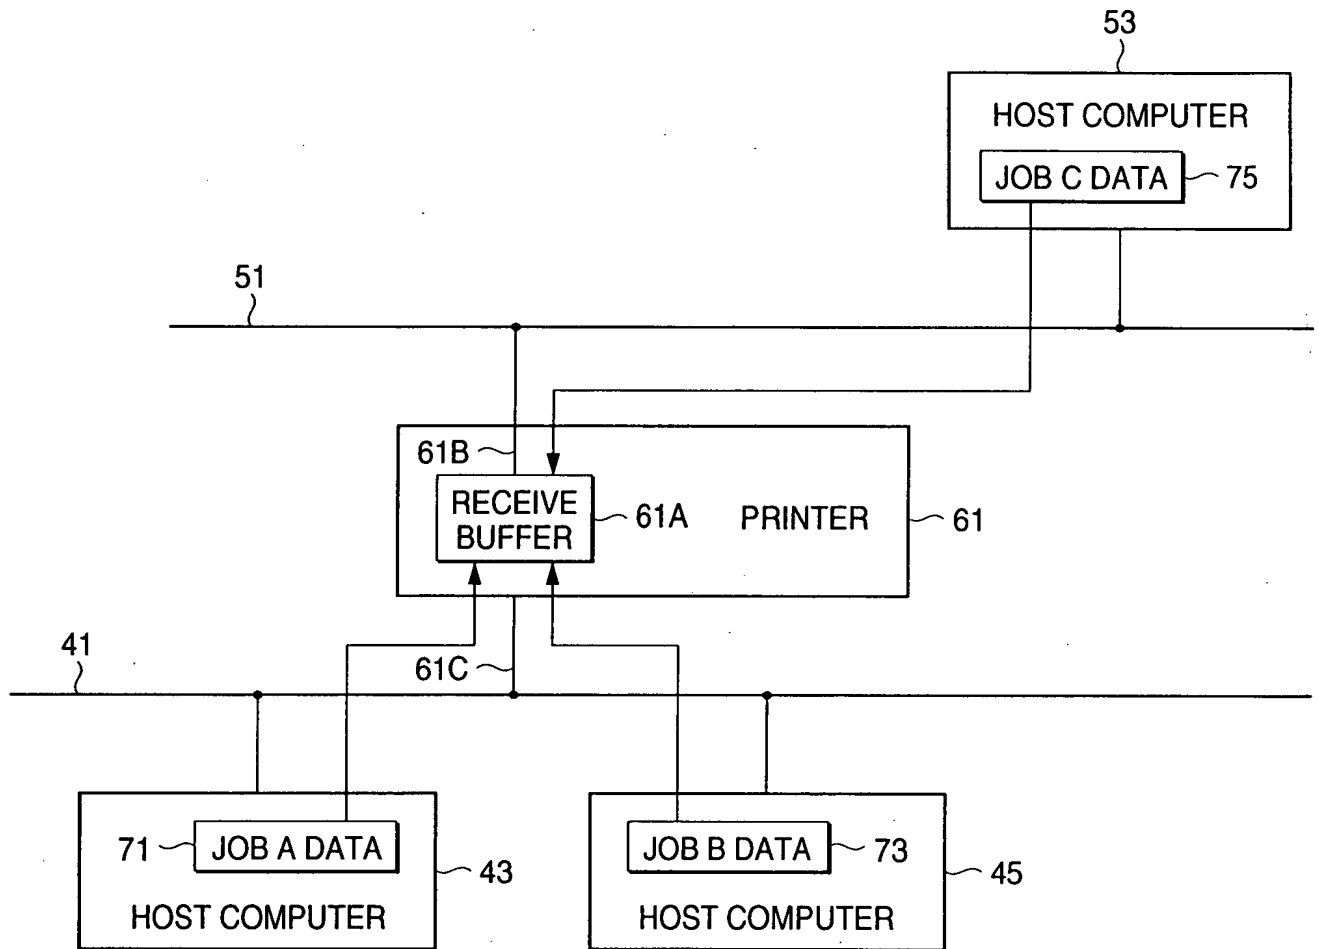 53
HOST COMPUTER
JOB C DATA
75
51
61B
RECEIVE
BUFFER
61A
PRINTER
61
41
61C
71
JOB A DATA
43
HOST COMPUTER
JOB B DATA
73
45
HOST COMPUTER